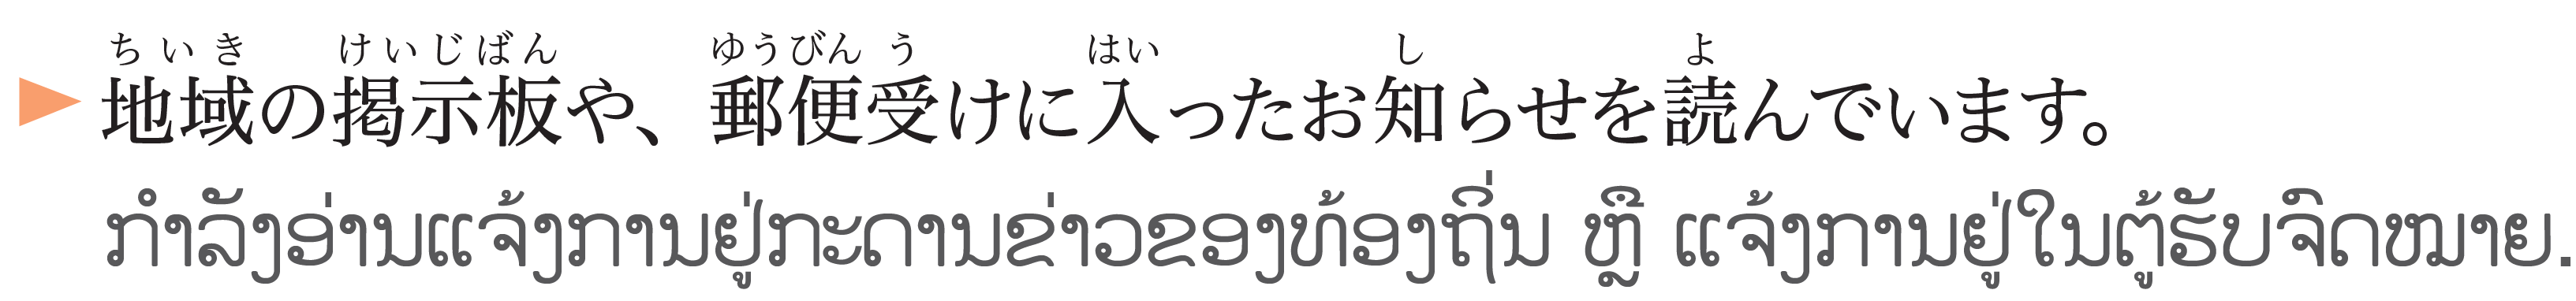 ちいき けいじばん ゆうびんう はい し よ
地域の掲示板や、郵便受けに入ったお知らせを読んでいます。
ກຳລັງອ່ານແຈ້ງການຢູ່ກະດານຂ່າວຂອງທ້ອງຖິ່ນ ຫຼື ແຈ້ງການຢູ່ໃນຕູ້ຮັບຈົດໝາຍ.